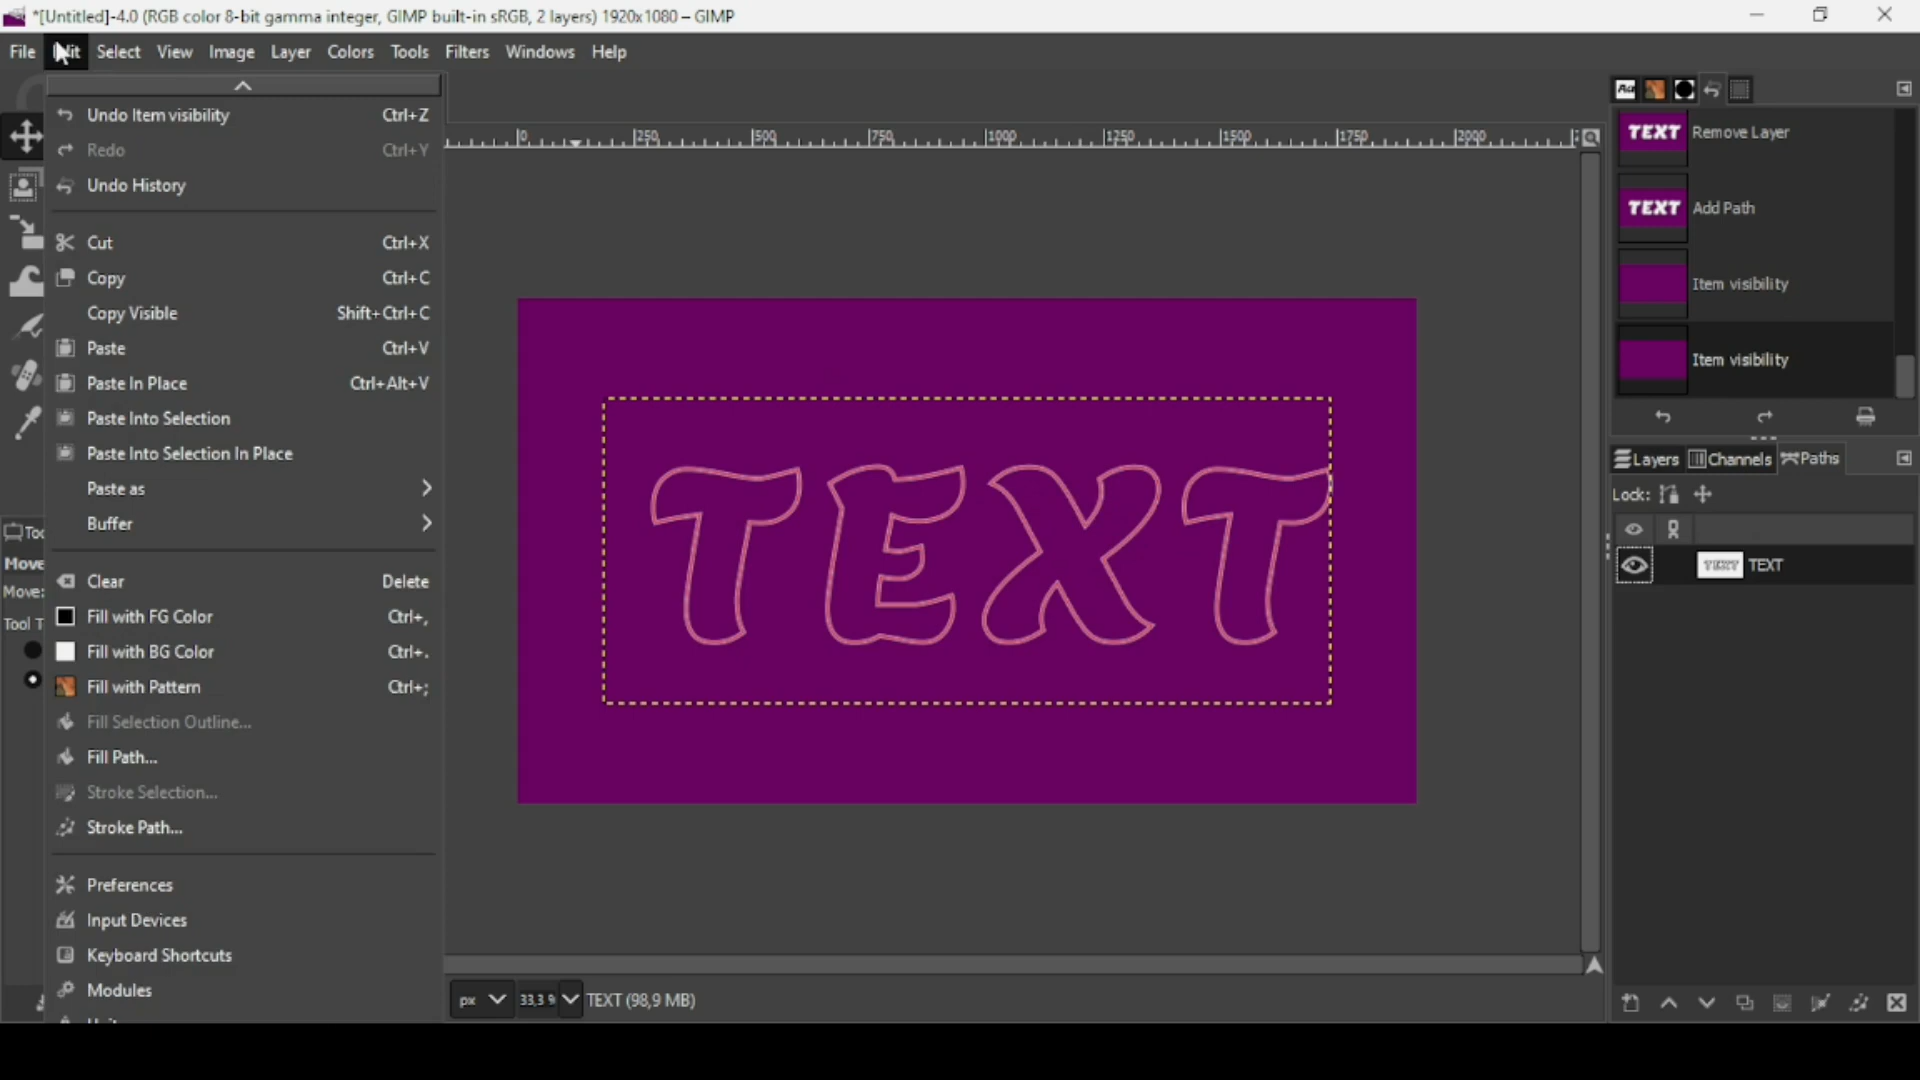 *[Untitled]-4.0 (RGB color 8-bit gamma integer, GIMP built-in sRGB, 2 layers) 1920x1080 – GIMP
File Edit Select View Image Layer Colors Tools Filters Windows Help
Undo Item visibility Ctrl+Z
Redo Ctrl+Y
Undo History
Cut Ctrl+X
Copy Ctrl+C
Copy Visible Shift+Ctrl+C
Paste Ctrl+V
Paste In Place Ctrl+Alt+V
Paste Into Selection
Paste Into Selection In Place
Paste as
Buffer
Clear Delete
Fill with FG Color Ctrl+,
Fill with BG Color Ctrl+.
Fill with Pattern Ctrl+;
Fill Selection Outline...
Fill Path...
Stroke Selection...
Stroke Path...
Preferences
Input Devices
Keyboard Shortcuts
Modules
Too
Move
Move:
Tool T
0 250 500 750 1000 1250 1500 1750 2000
TEXT
px 33,3 % TEXT (98,9 MB)
Aa
TEXT Remove Layer
TEXT Add Path
Item visibility
Item visibility
Layers Channels Paths
Lock:
TEXT TEXT